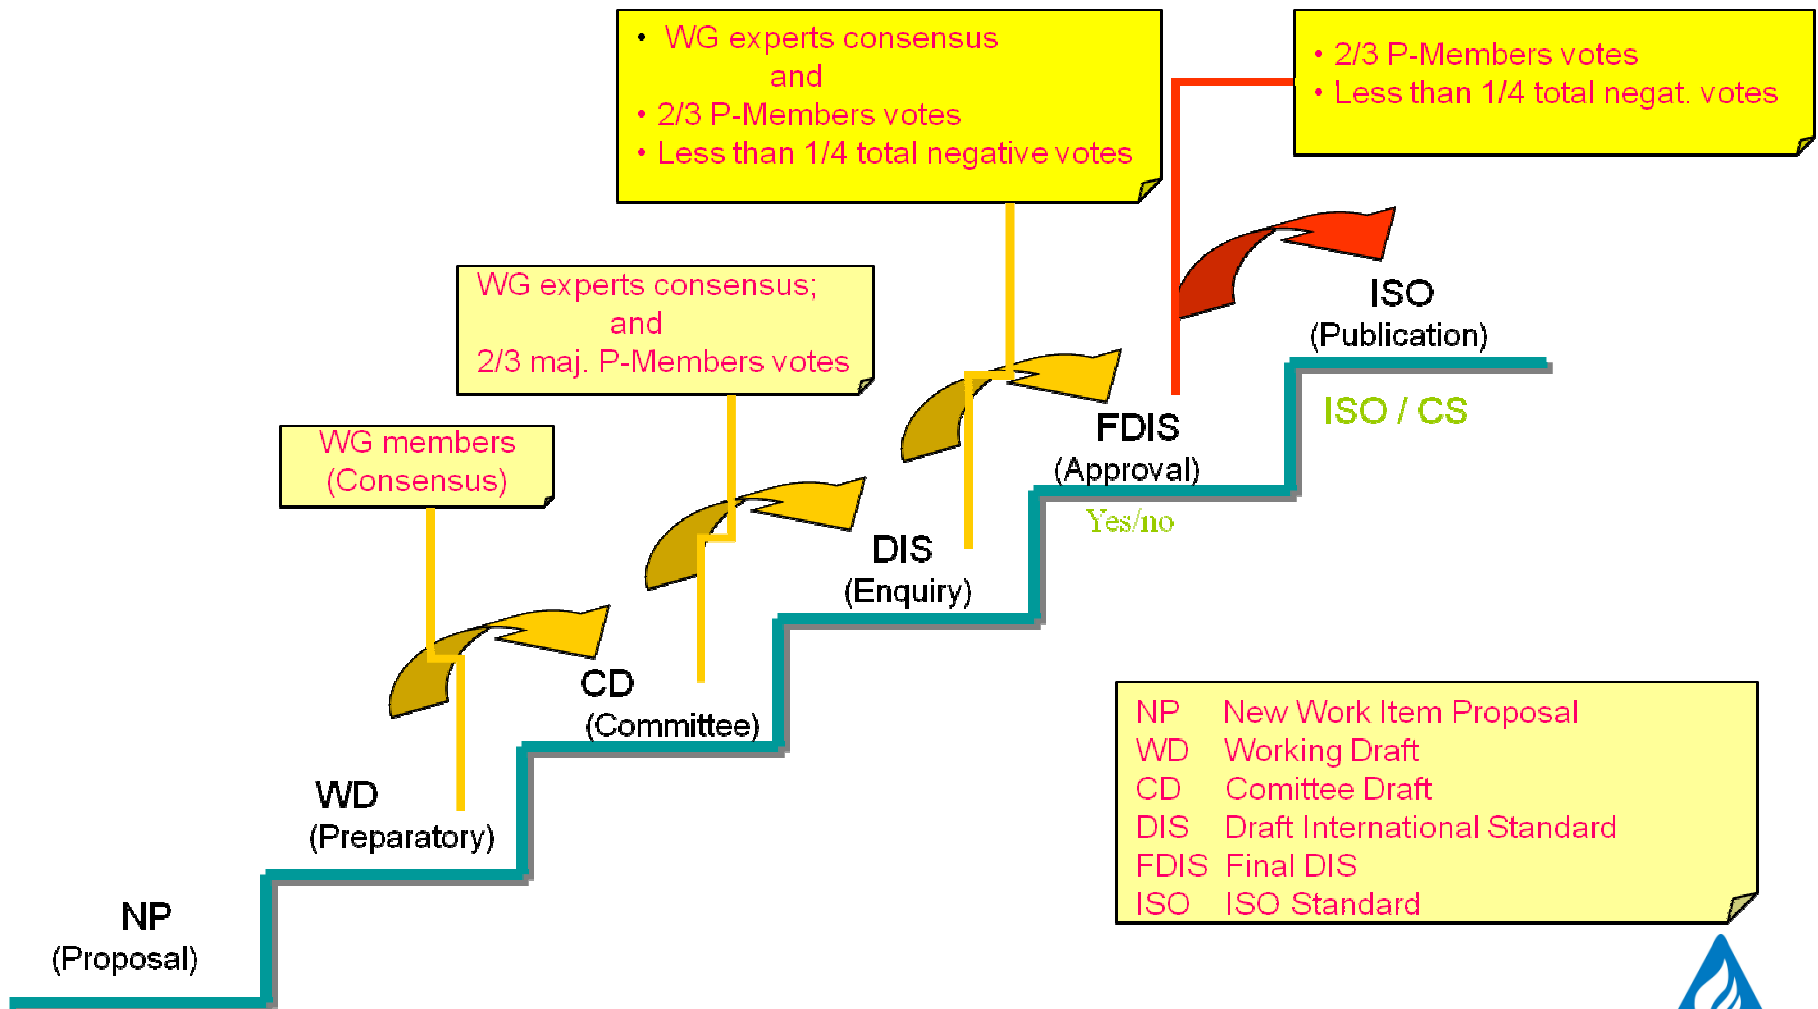 • WG experts consensus
and
• 2/3 P-Members votes
• Less than 1/4 total negative votes
• 2/3 P-Members votes
• Less than 1/4 total negat. votes
WG experts consensus;
and
2/3 maj. P-Members votes
WG members
(Consensus)
ISO
(Publication)
ISO / CS
FDIS
(Approval)
Yes/no
DIS
(Enquiry)
CD
(Committee)
WD
(Preparatory)
NP
(Proposal)
NP New Work Item Proposal
WD Working Draft
CD Comittee Draft
DIS Draft International Standard
FDIS Final DIS
ISO ISO Standard